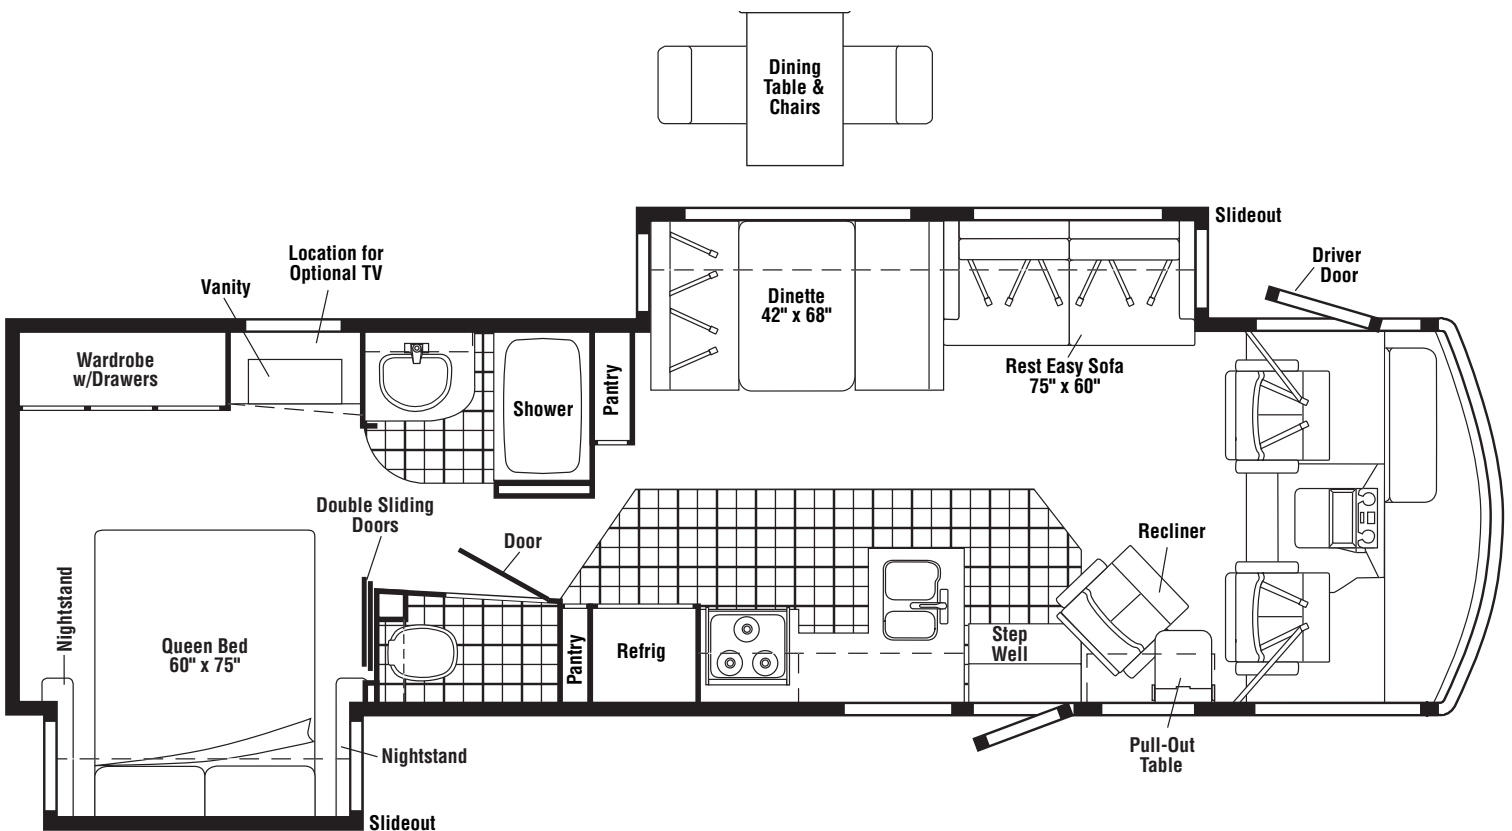 Dining
Table &
Chairs
Slideout
Location for
Optional TV
Vanity
Driver
Door
Dinette
42" x 68"
Wardrobe
w/Drawers
Rest Easy Sofa
75" x 60"
Shower
Pantry
Double Sliding
Doors
Door
Recliner
Nightstand
Queen Bed
60" x 75"
Pantry
Refrig
Step
Well
Nightstand
Pull-Out
Table
Slideout